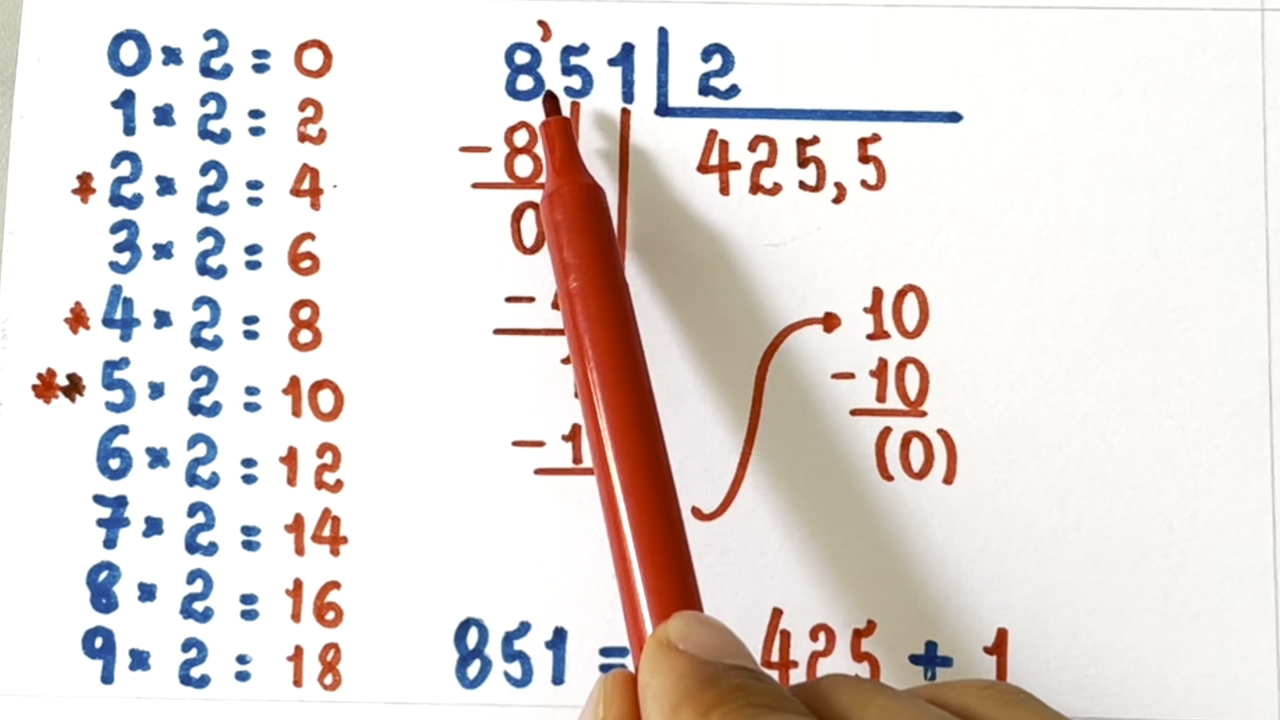 0 × 2 = 0
1 × 2 = 2
* 2 × 2 = 4
3 × 2 = 6
* 4 × 2 = 8
** 5 × 2 = 10
6 × 2 = 12
7 × 2 = 14
8 × 2 = 16
9 × 2 = 18
8'51 2
-8 425,5
0
-
-1
10
-10
(0)
851 = 425 + 1